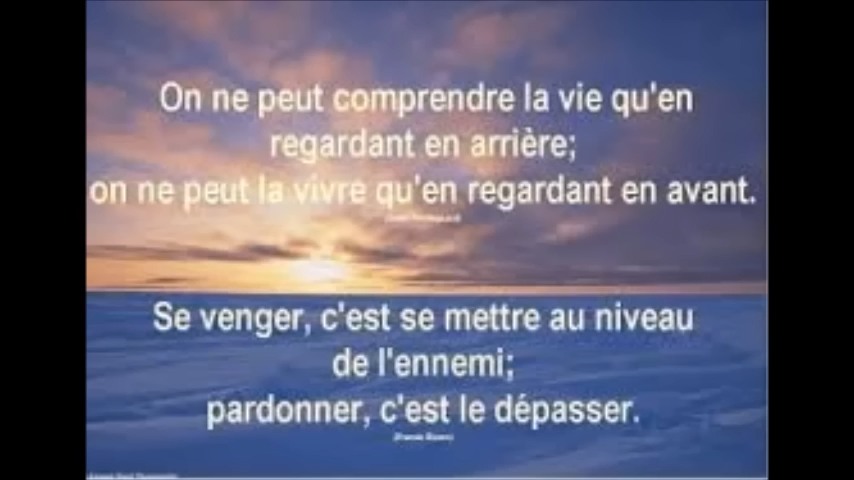 On ne peut comprendre la vie qu'en
regardant en arrière;
on ne peut la vivre qu'en regardant en avant.
Se venger, c'est se mettre au niveau
de l'ennemi;
pardonner, c'est le dépasser.